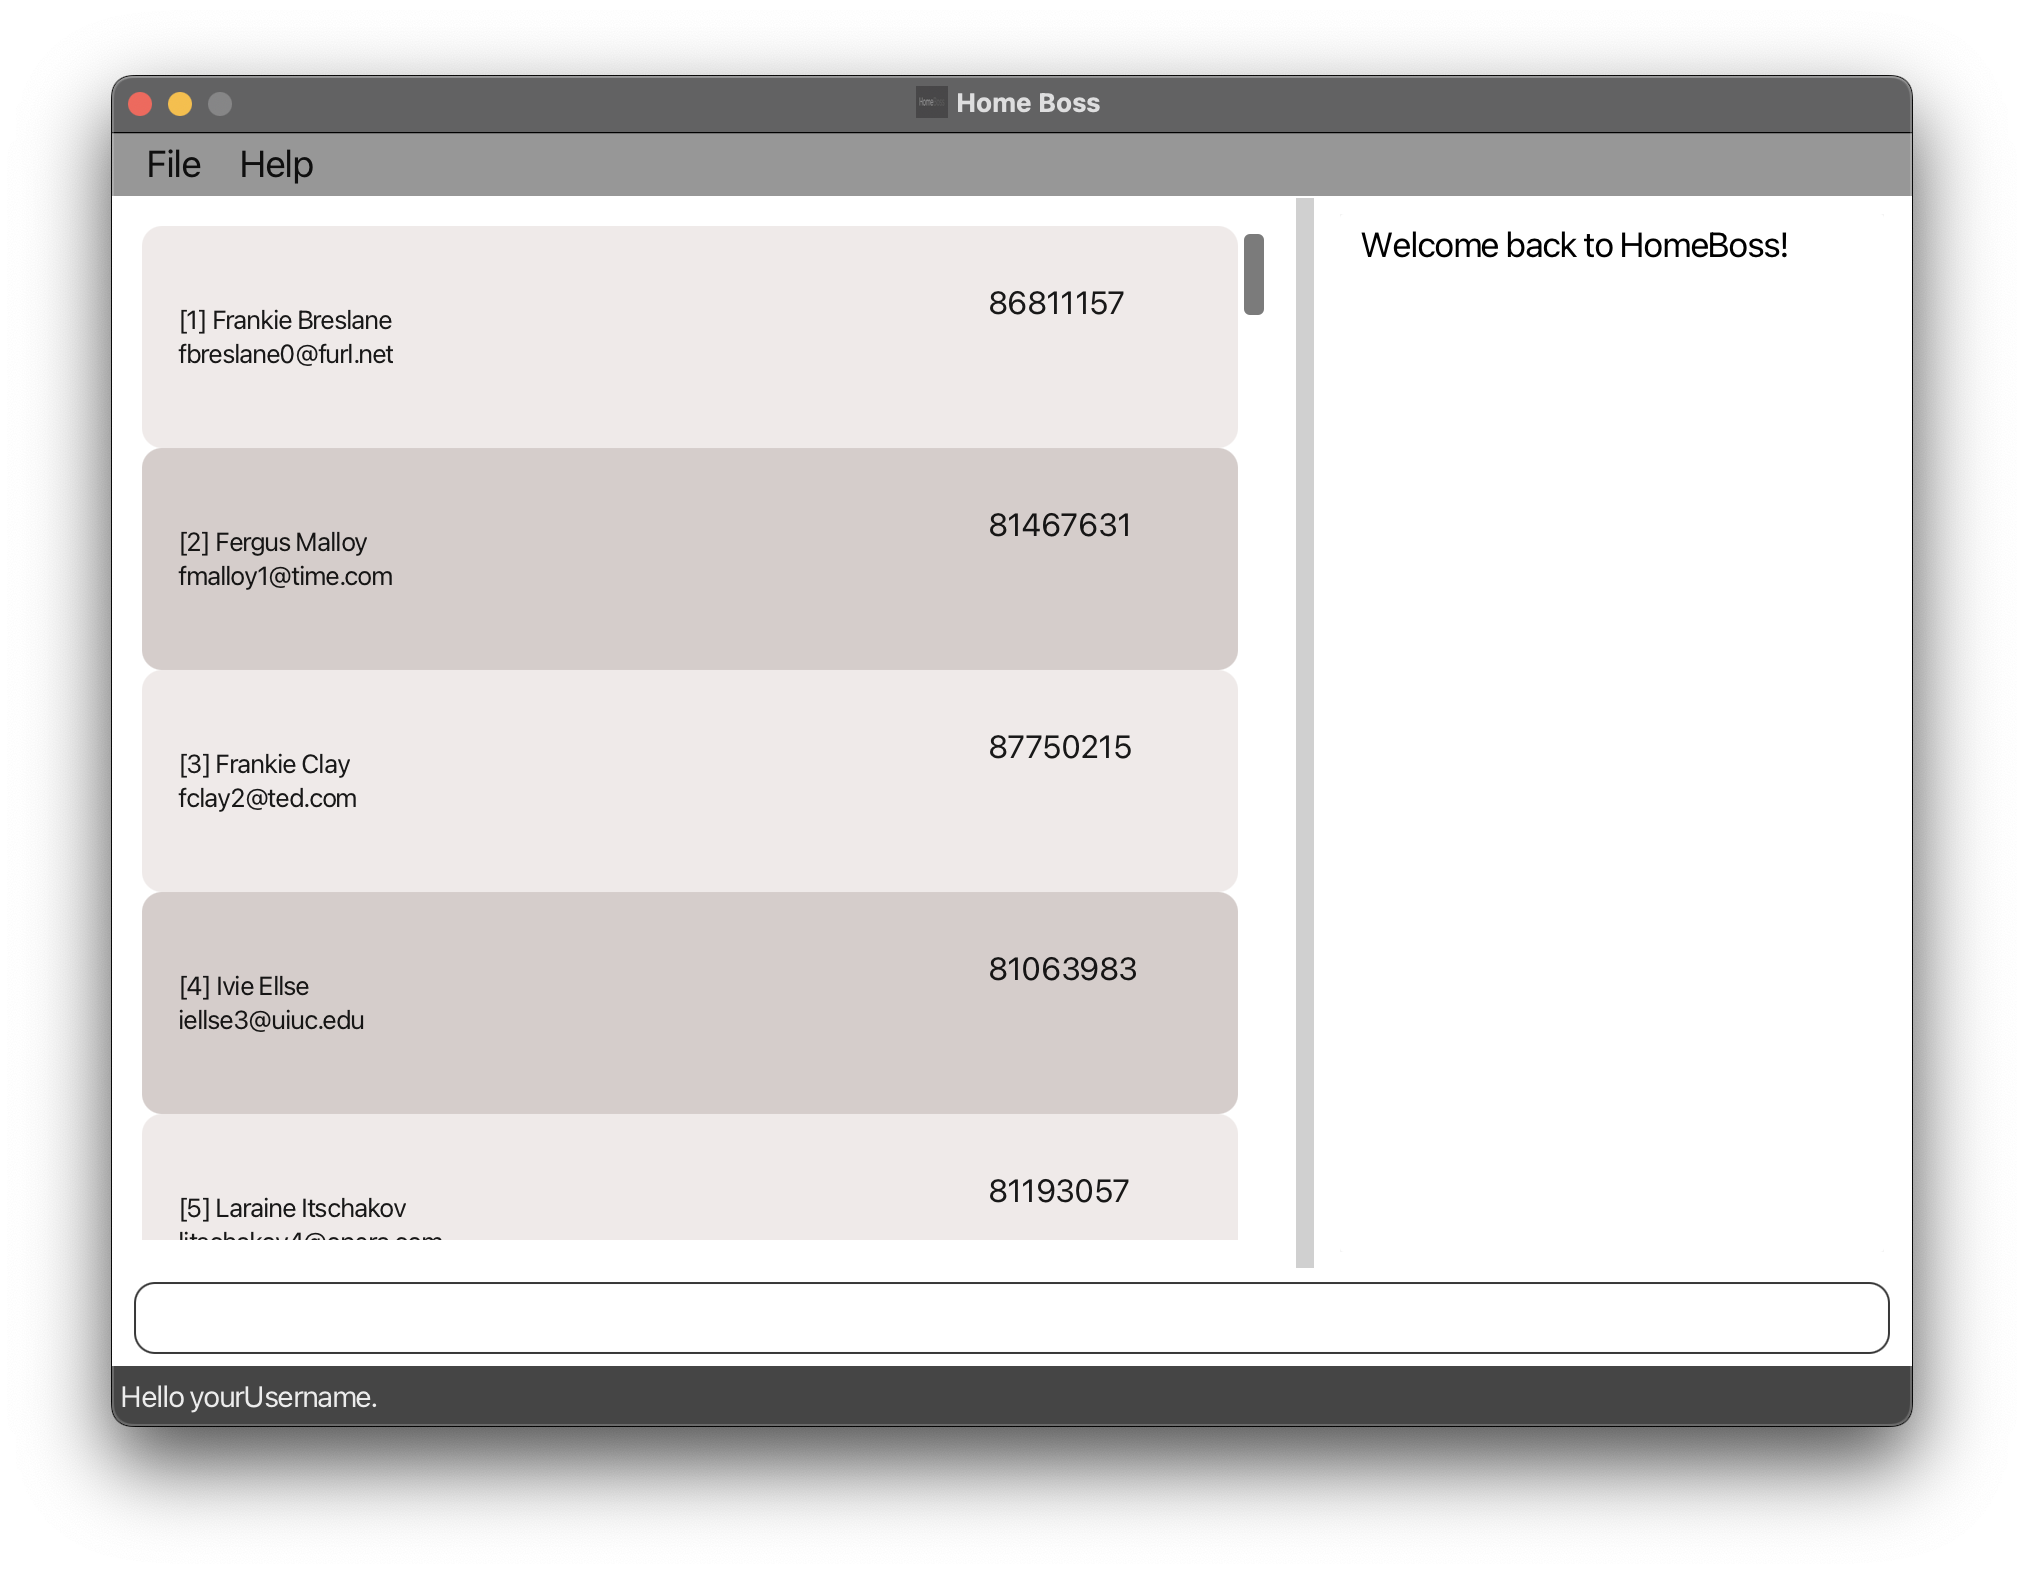 Home Boss
File Help
[1] Frankie Breslane
fbreslane0@furl.net
86811157
[2] Fergus Malloy
fmalloy1@time.com
81467631
[3] Frankie Clay
fclay2@ted.com
87750215
[4] Ivie Ellse
iellse3@uiuc.edu
81063983
[5] Laraine Itschakov
81193057
Welcome back to HomeBoss!
Hello yourUsername.